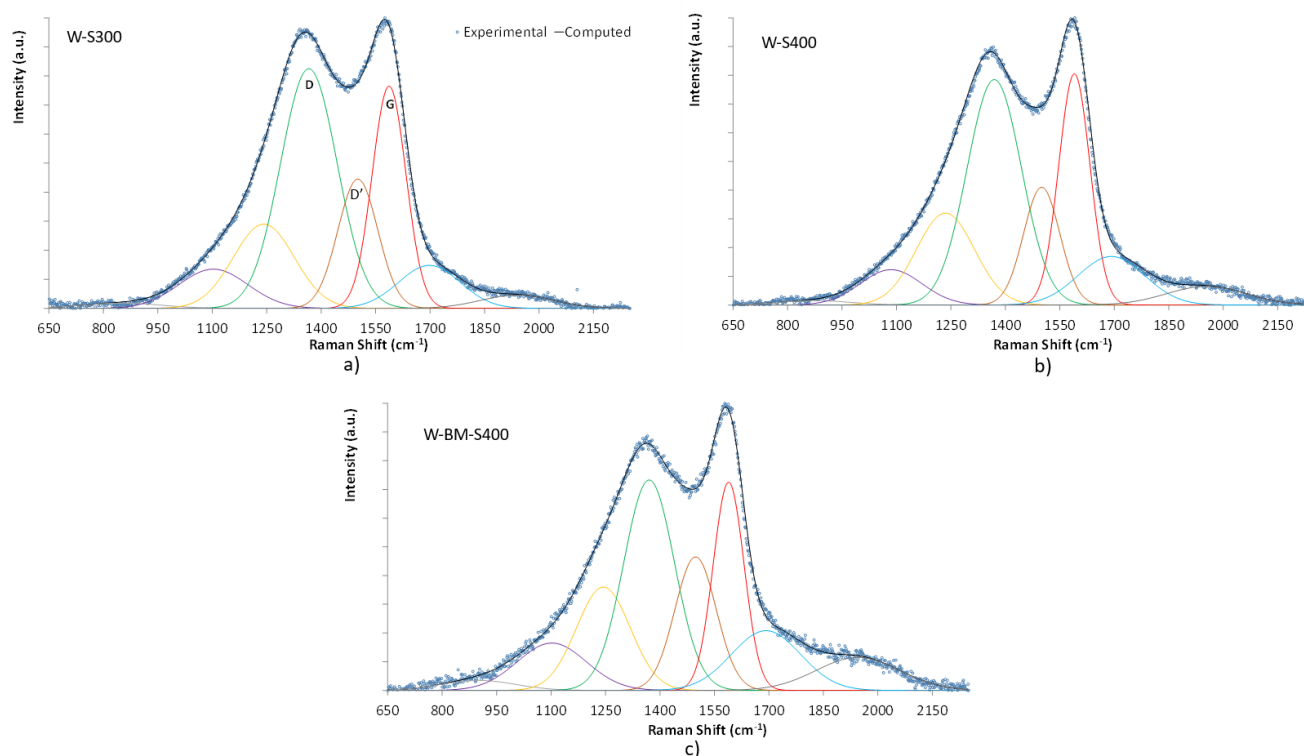 W-S300
Experimental —Computed
Intensity (a.u.)
D
G
D'
650 800 950 1100 1250 1400 1550 1700 1850 2000 2150
Raman Shift (cm⁻¹)
a)
W-S400
Intensity (a.u.)
650 800 950 1100 1250 1400 1550 1700 1850 2000 2150
Raman Shift (cm⁻¹)
b)
W-BM-S400
Intensity (a.u.)
650 800 950 1100 1250 1400 1550 1700 1850 2000 2150
Raman Shift (cm⁻¹)
c)